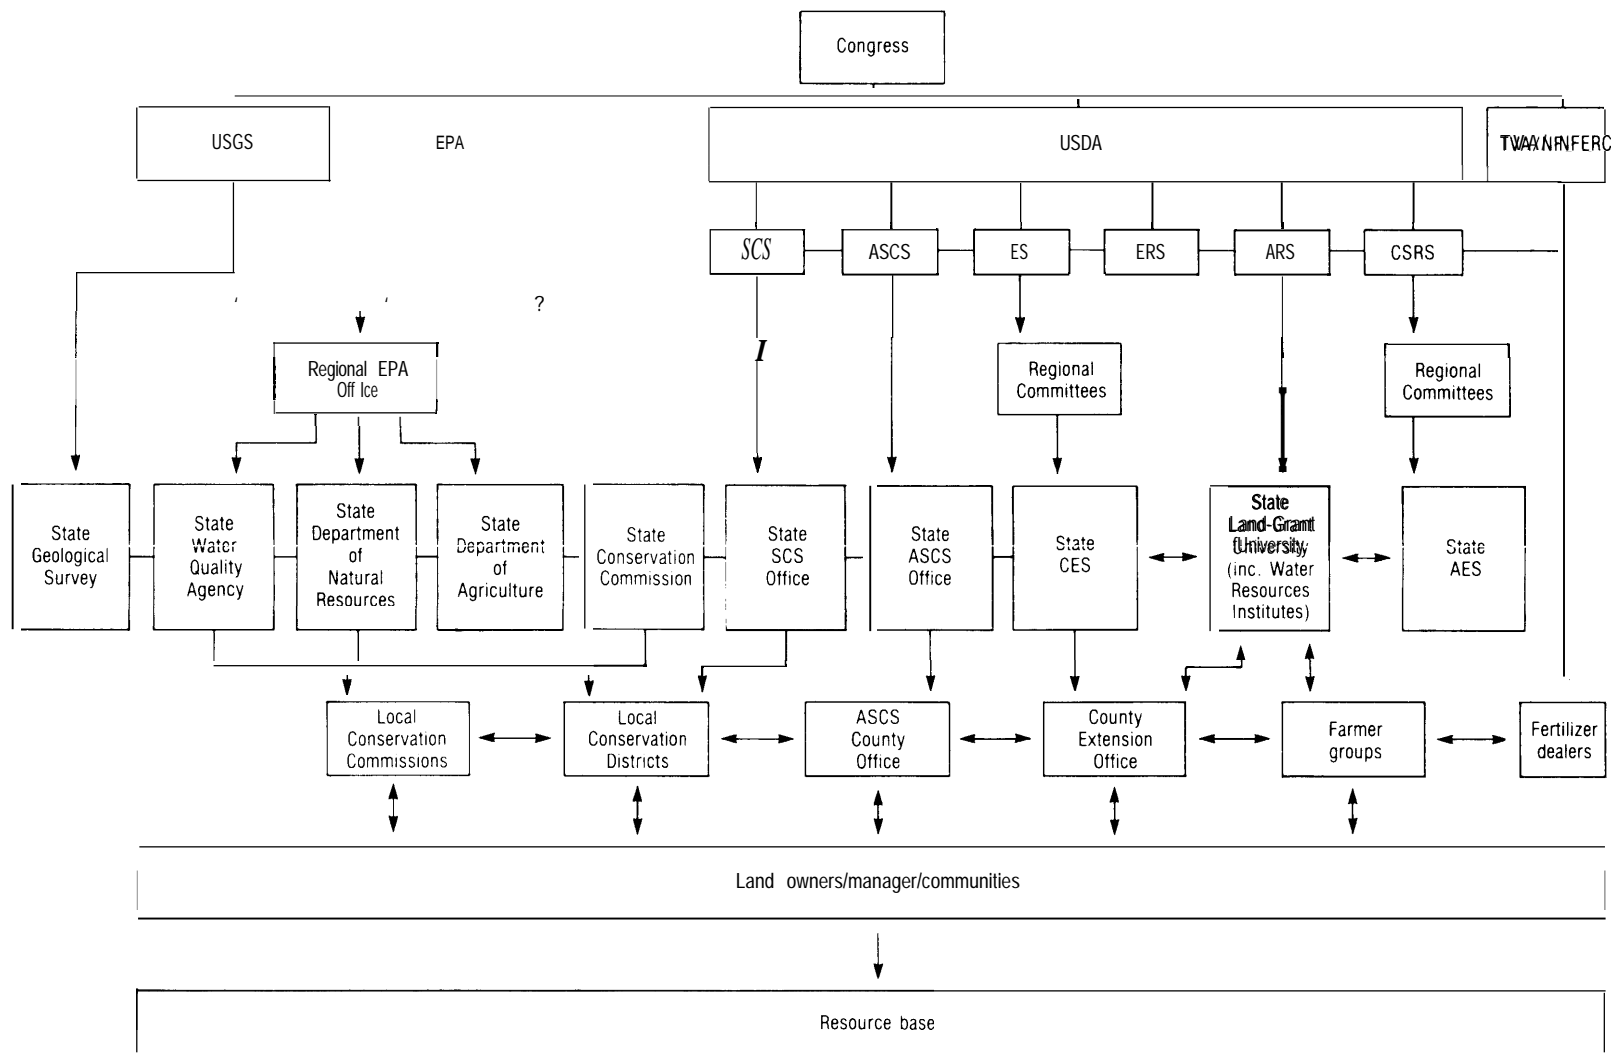 Congress
USGS
EPA
USDA
SCS
ASCS
ES
ERS
ARS
CSRS
?
Regional EPA
Off Ice
I
Regional
Committees
Regional
Committees
State
Geological
Survey
State
Water
Quality
Agency
State
Department
of
Natural
Resources
State
Department
of
Agriculture
State
Conservation
Commission
State
SCS
Office
State
ASCS
Office
State
CES
State
Land-Grant
University
(inc. Water
Resources
Institutes)
State
AES
Local
Conservation
Commissions
Local
Conservation
Districts
ASCS
County
Office
County
Extension
Office
Farmer
groups
Fertilizer
dealers
Land owners/manager/communities
Resource base